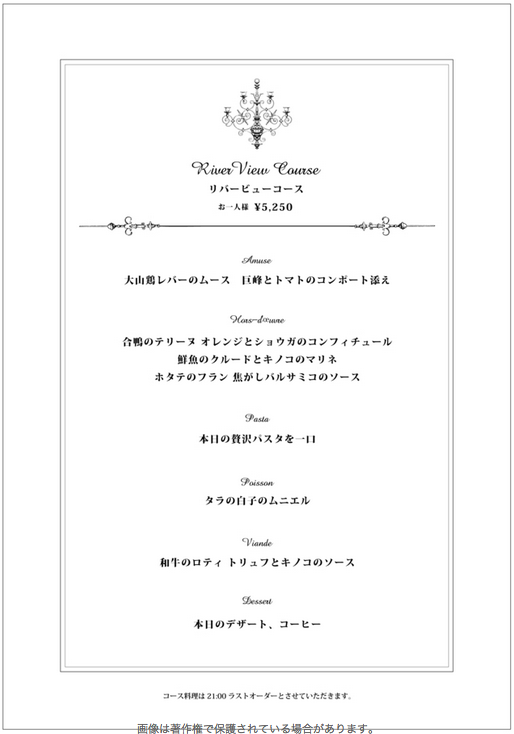 River View Course
リバービューコース
お一人様 ¥5,250
Amuse
大山鶏レバーのムース 巨峰とトマトのコンポート添え
Hors-d'œuvre
合鴨のテリーヌ オレンジとショウガのコンフィチュール
鮮魚のクルードとキノコのマリネ
ホタテのフラン 焦がしバルサミコのソース
Pasta
本日の贅沢パスタを一口
Poisson
タラの白子のムニエル
Viande
和牛のロティ トリュフとキノコのソース
Dessert
本日のデザート、コーヒー
コース料理は 21:00 ラストオーダーとさせていただきます。
画像は著作権で保護されている場合があります。